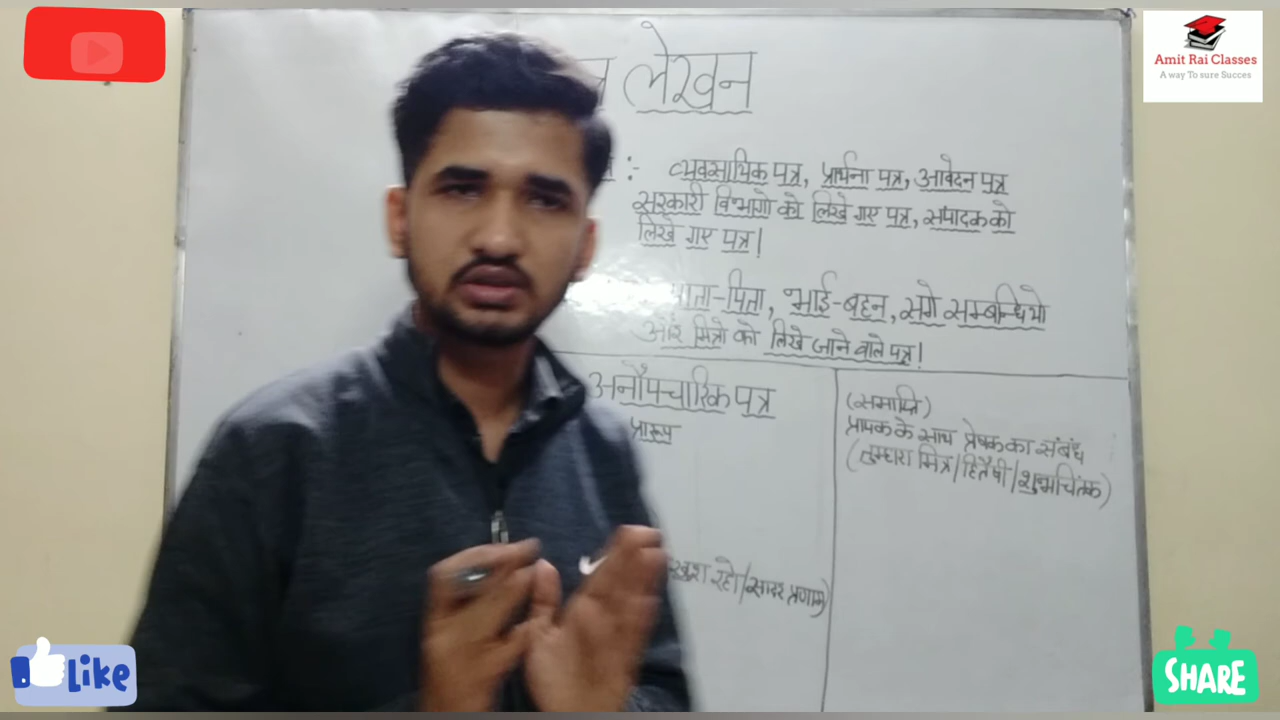 Amit Rai Classes
A way To sure Succes
लेखन
:- व्यवसायिक पत्र, प्रार्थना पत्र, आवेदन पत्र
सरकारी विभागो को लिखे गए पत्र, संपादक को
लिखे गए पत्र।
माता-पिता, भाई-बहन, सगे सम्बन्धियो
और मित्रो को लिखे जाने वाले पत्र।
अनौपचारिक पत्र
प्रारूप
खुश रहो/सादर प्रणाम)
(समाप्ति)
प्रापक के साथ प्रेषक का संबंध
(तुम्हारा मित्र/हितैषी/शुभचिंतक)
Like
SHARE